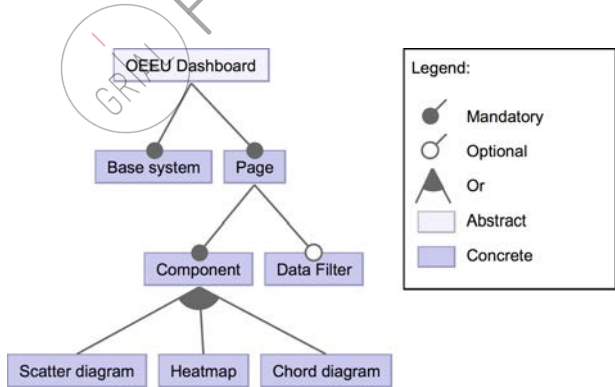 GRIAL
OEEU Dashboard
Base system
Page
Component
Data Filter
Scatter diagram
Heatmap
Chord diagram
Legend:
Mandatory
Optional
Or
Abstract
Concrete